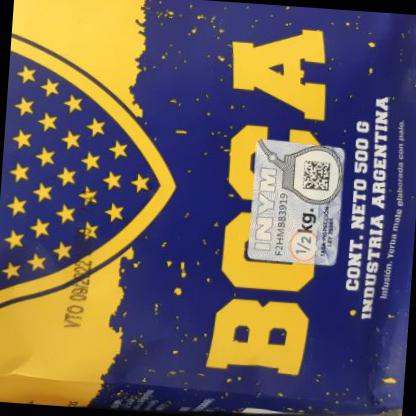 BOCA
INYM
F2HMB83919
1/2 kg.
CONT. NETO 500 G
INDUSTRIA ARGENTINA
Infusión. Yerba mate elaborada con palo.
VTO 09/2022